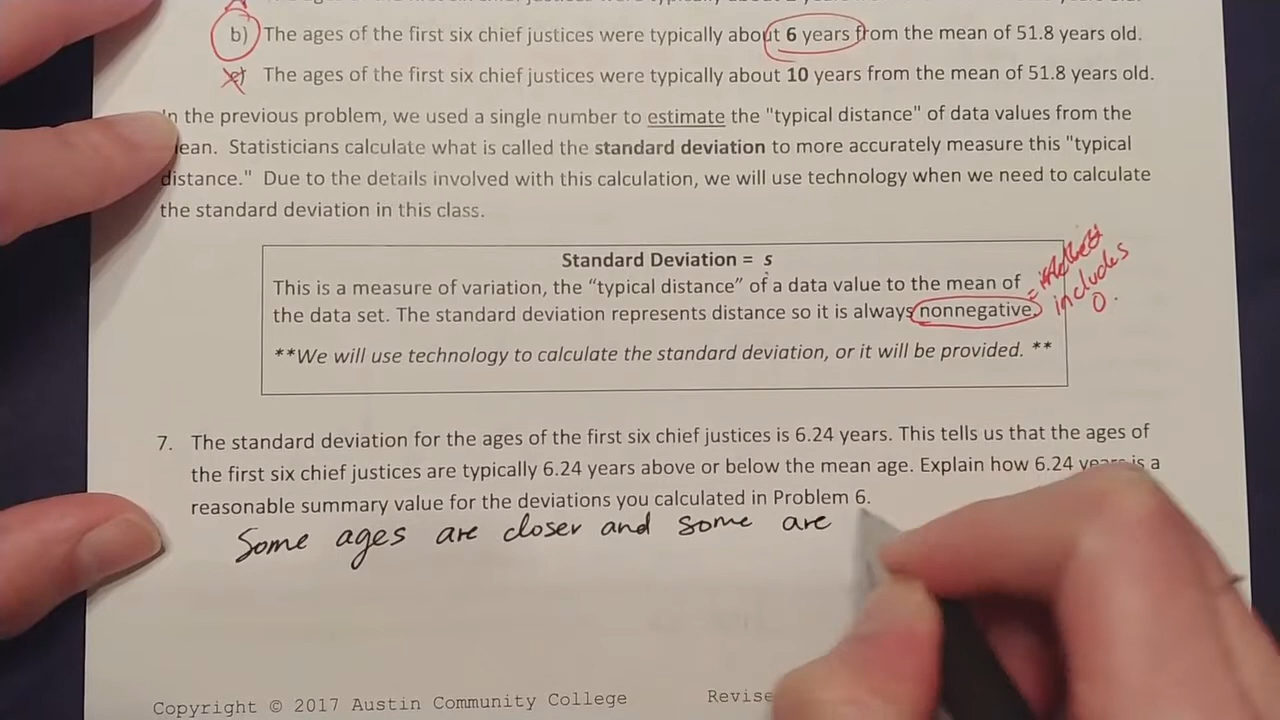 b) The ages of the first six chief justices were typically about 6 years from the mean of 51.8 years old.
The ages of the first six chief justices were typically about 10 years from the mean of 51.8 years old.
In the previous problem, we used a single number to estimate the "typical distance" of data values from the
mean. Statisticians calculate what is called the standard deviation to more accurately measure this "typical
distance." Due to the details involved with this calculation, we will use technology when we need to calculate
the standard deviation in this class.
Standard Deviation = s
This is a measure of variation, the "typical distance" of a data value to the mean of
the data set. The standard deviation represents distance so it is always nonnegative.
includes
0.
**We will use technology to calculate the standard deviation, or it will be provided. **
7. The standard deviation for the ages of the first six chief justices is 6.24 years. This tells us that the ages of
the first six chief justices are typically 6.24 years above or below the mean age. Explain how 6.24 years is a
reasonable summary value for the deviations you calculated in Problem 6.
Some ages are closer and some are
Copyright © 2017 Austin Community College Revise